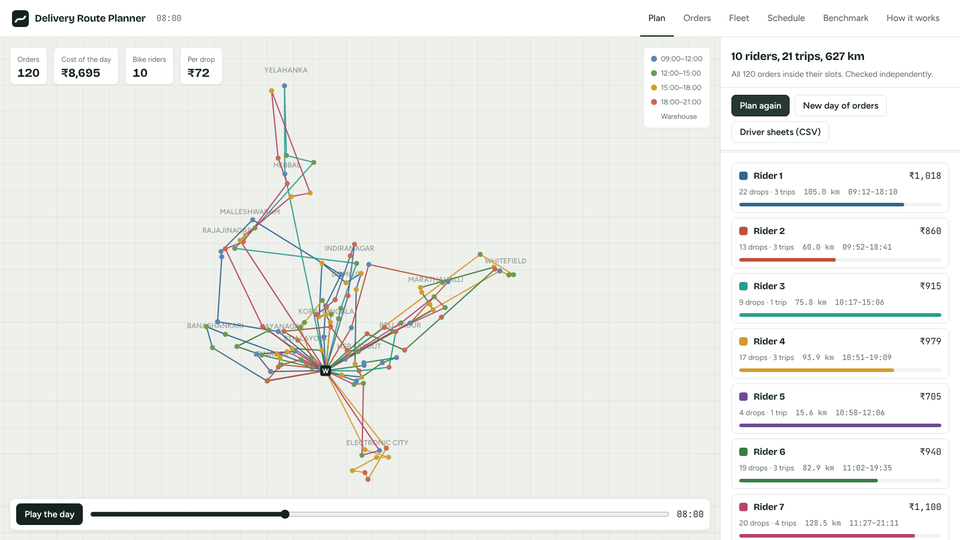 Delivery Route Planner 08:00
Plan Orders Fleet Schedule Benchmark How it works
Orders
120
Cost of the day
₹8,695
Bike riders
10
Per drop
₹72
09:00–12:00
12:00–15:00
15:00–18:00
18:00–21:00
Warehouse
YELAHANKA
HEBBAL
MALLESHWARAM
RAJAJINAGAR
INDIRANAGAR
WHITEFIELD
MARATHAHALLI
KORAMANGALA
BANASHANKARI
W
ELECTRONIC CITY
Play the day 08:00
10 riders, 21 trips, 627 km
All 120 orders inside their slots. Checked independently.
Plan again New day of orders
Driver sheets (CSV)
Rider 1 ₹1,018
22 drops · 3 trips 105.0 km 09:12–18:10
Rider 2 ₹860
13 drops · 3 trips 60.0 km 09:52–18:41
Rider 3 ₹915
9 drops · 1 trip 75.8 km 10:17–15:06
Rider 4 ₹979
17 drops · 3 trips 93.9 km 10:51–19:09
Rider 5 ₹705
4 drops · 1 trip 15.6 km 10:58–12:06
Rider 6 ₹940
19 drops · 3 trips 82.9 km 11:02–19:35
Rider 7 ₹1,100
20 drops · 4 trips 128.5 km 11:27–21:11